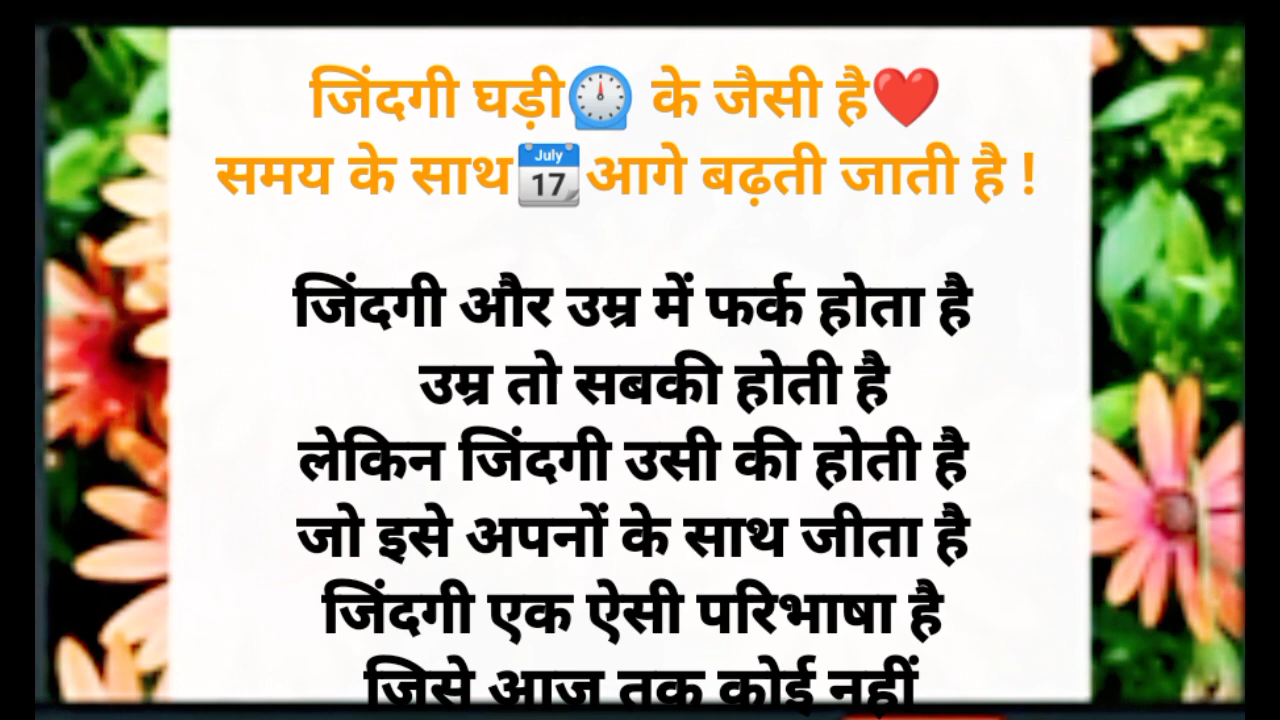 जिंदगी घड़ी🕛 के जैसी है❤️
समय के साथ📅आगे बढ़ती जाती है !
जिंदगी और उम्र में फर्क होता है
उम्र तो सबकी होती है
लेकिन जिंदगी उसी की होती है
जो इसे अपनों के साथ जीता है
जिंदगी एक ऐसी परिभाषा है
जिसे आज तक कोई नहीं